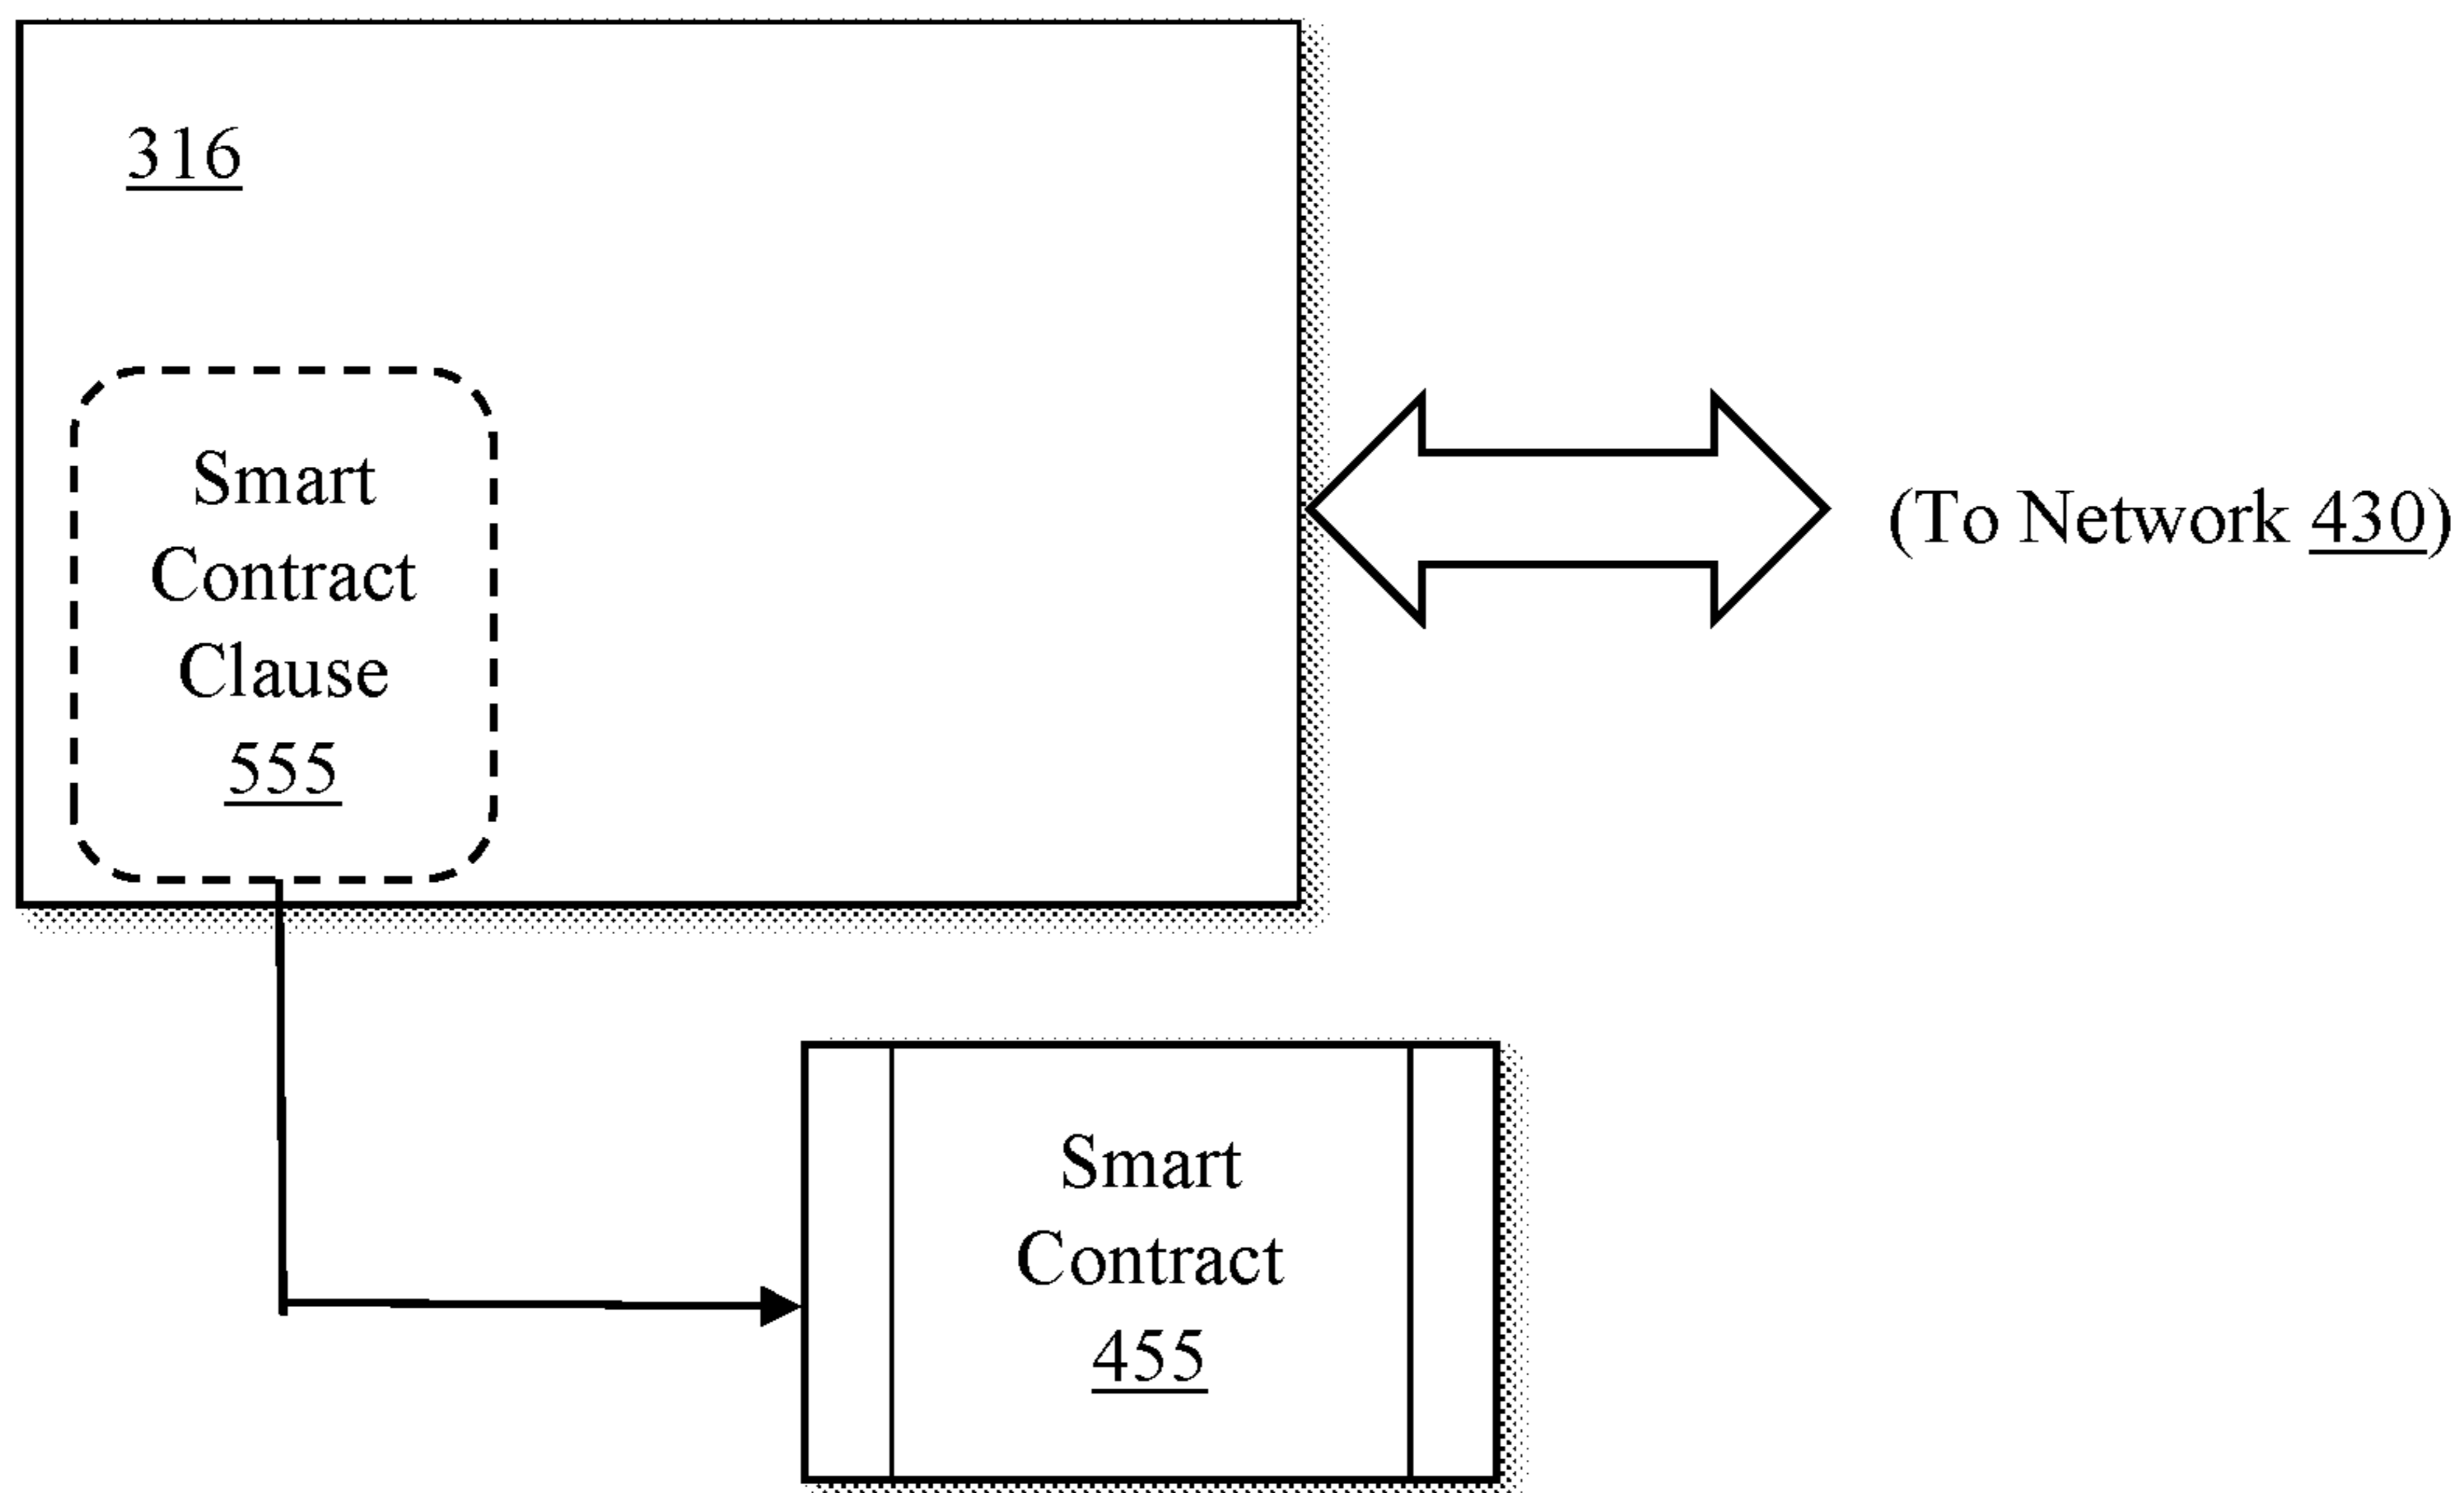 316
Smart
Contract
Clause
555
(To Network 430)
Smart
Contract
455